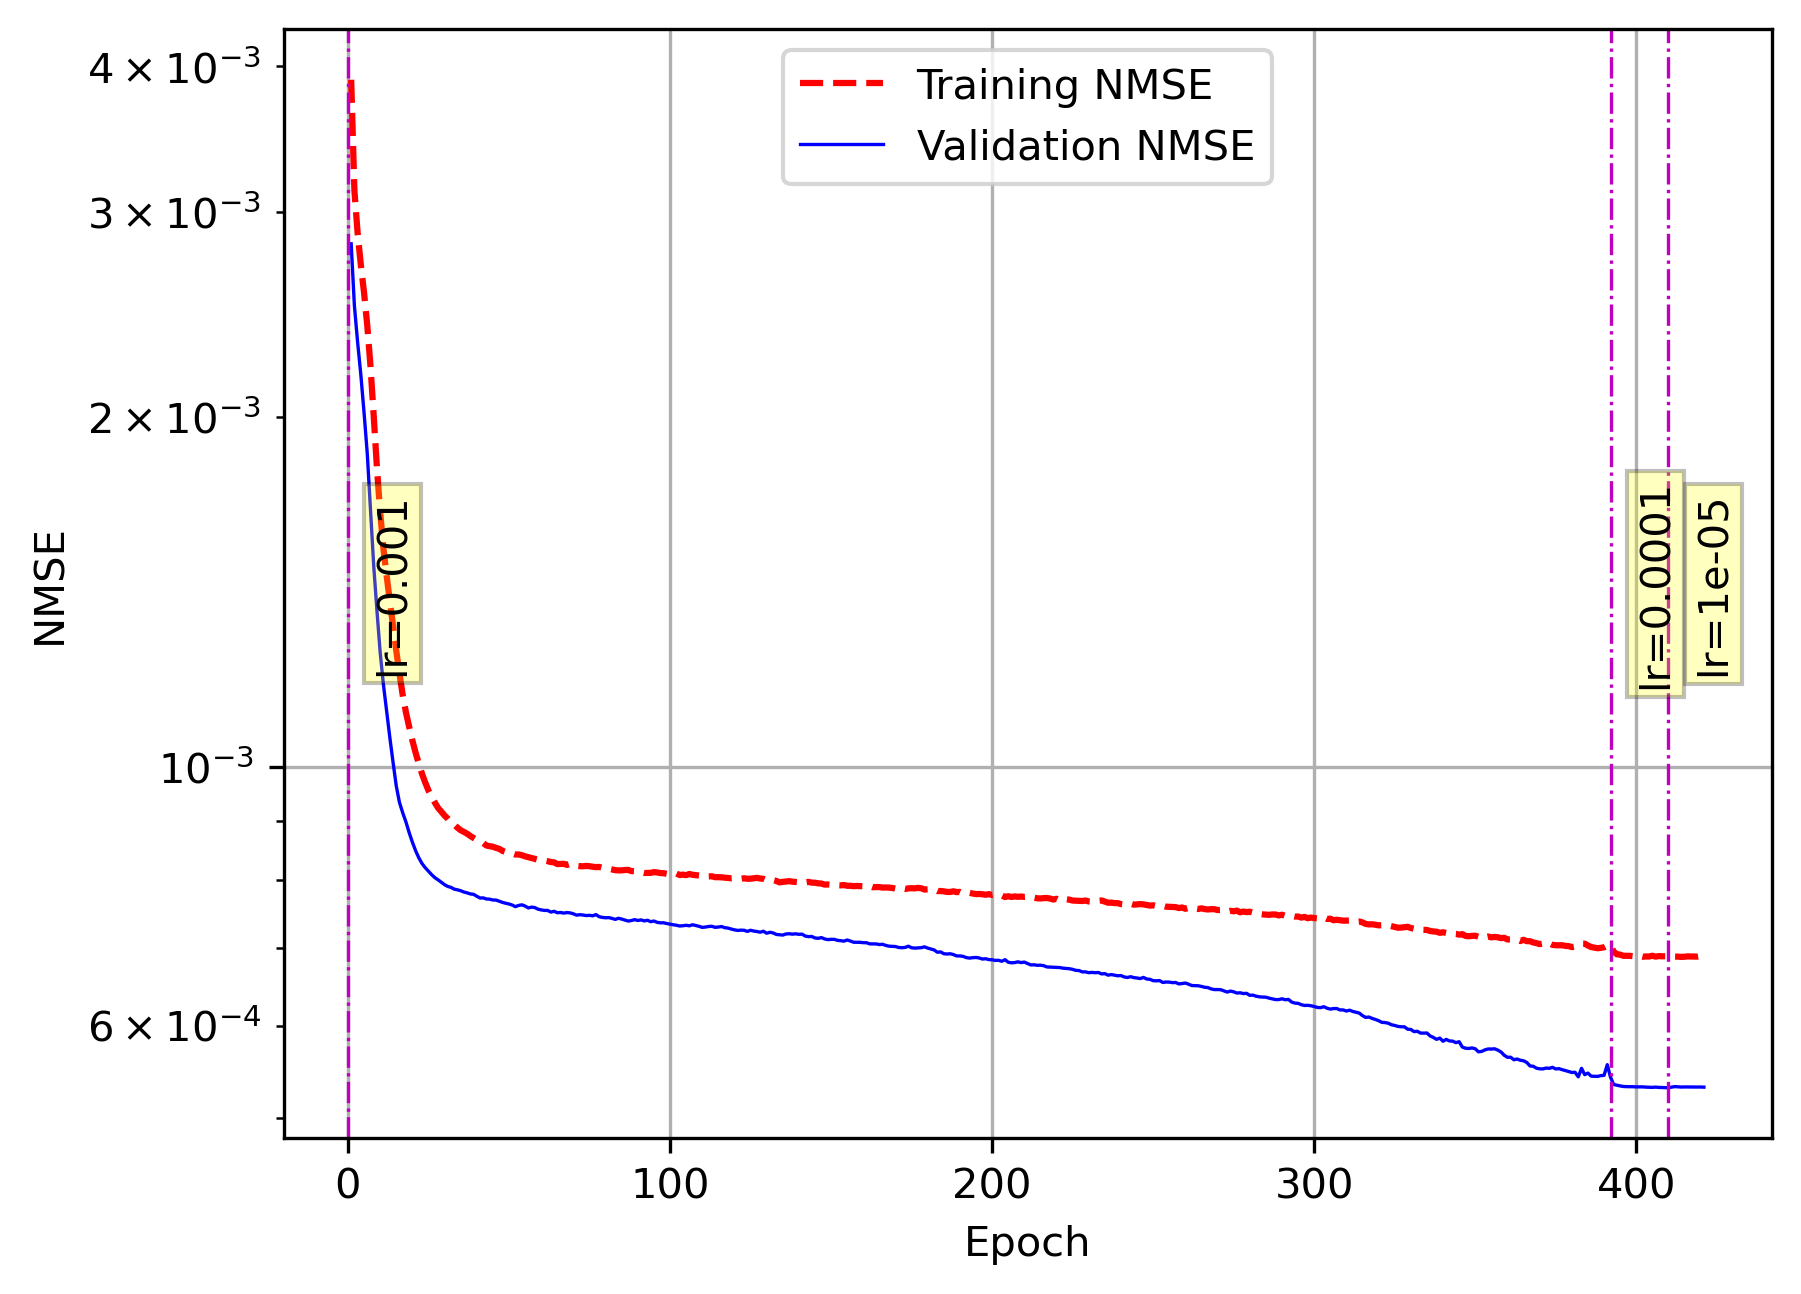 4×10⁻³
3×10⁻³
2×10⁻³
10⁻³
6×10⁻⁴
NMSE
Training NMSE
Validation NMSE
lr=0.001
lr=0.0001
lr=1e-05
0 100 200 300 400
Epoch